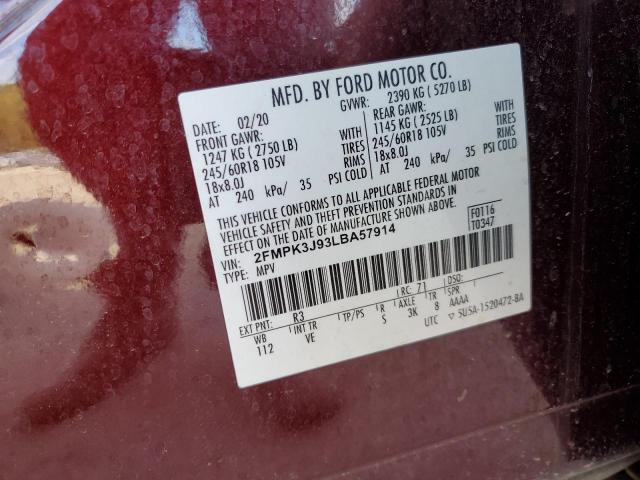 MFD. BY FORD MOTOR CO.
DATE: 02/20 GVWR: 2390 KG ( 5270 LB)
FRONT GAWR: REAR GAWR:
1247 KG ( 2750 LB) WITH 1145 KG ( 2525 LB) WITH
245/60R18 105V TIRES 245/60R18 105V TIRES
18x8.0J RIMS 18x8.0J RIMS
AT 240 kPa/ 35 PSI COLD AT 240 kPa/ 35 PSI COLD
THIS VEHICLE CONFORMS TO ALL APPLICABLE FEDERAL MOTOR
VEHICLE SAFETY AND THEFT PREVENTION STANDARDS IN
EFFECT ON THE DATE OF MANUFACTURE SHOWN ABOVE.
VIN: 2FMPK3J93LBA57914 F0116
TYPE: MPV T0347
EXT PNT: R3 RC: 71 DSO:
WB INT TR TP/PS R AXLE TR SPR
112 VE S 3K 8 AAAA
UTC ▽ 5USA-1520472-BA